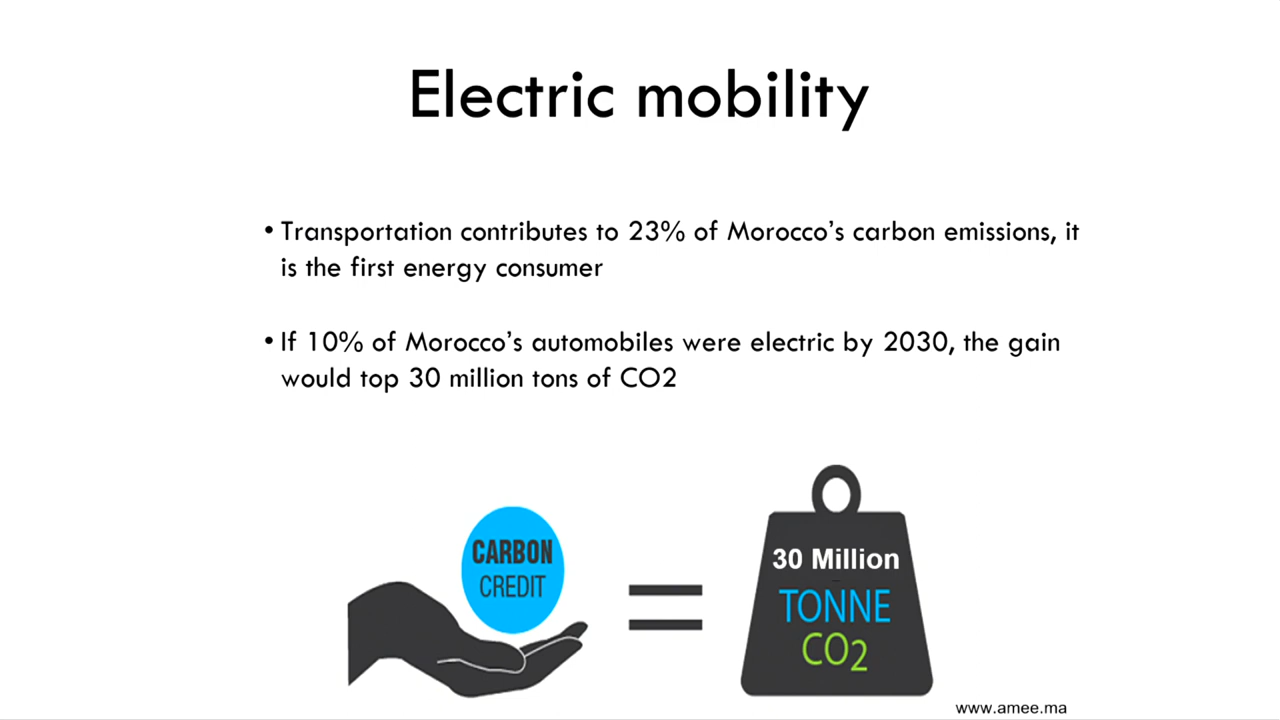 Electric mobility
• Transportation contributes to 23% of Morocco’s carbon emissions, it
is the first energy consumer
• If 10% of Morocco’s automobiles were electric by 2030, the gain
would top 30 million tons of CO2
CARBON
CREDIT
=
30 Million
TONNE
CO2
www.amee.ma